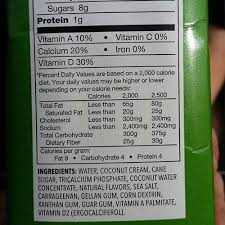 Sugars 8g
Protein 1g
Vitamin A 10% • Vitamin C 0%
Calcium 20% • Iron 0%
Vitamin D 30%
*Percent Daily Values are based on a 2,000 calorie
diet. Your daily values may be higher or lower
depending on your calorie needs:
Calories 2,000 2,500
Total Fat Less than 65g 80g
Saturated Fat Less than 20g 25g
Cholesterol Less than 300mg 300mg
Sodium Less than 2,400mg 2,400mg
Total Carbohydrate 300g 375g
Dietary Fiber 25g 30g
Calories per gram:
Fat 9 • Carbohydrate 4 • Protein 4
INGREDIENTS: WATER, COCONUT CREAM, CANE
SUGAR, TRICALCIUM PHOSPHATE, COCONUT WATER
CONCENTRATE, NATURAL FLAVORS, SEA SALT,
CARRAGEENAN, GELLAN GUM, CORN DEXTRIN,
XANTHAN GUM, GUAR GUM, VITAMIN A PALMITATE,
VITAMIN D2 (ERGOCALCIFEROL).